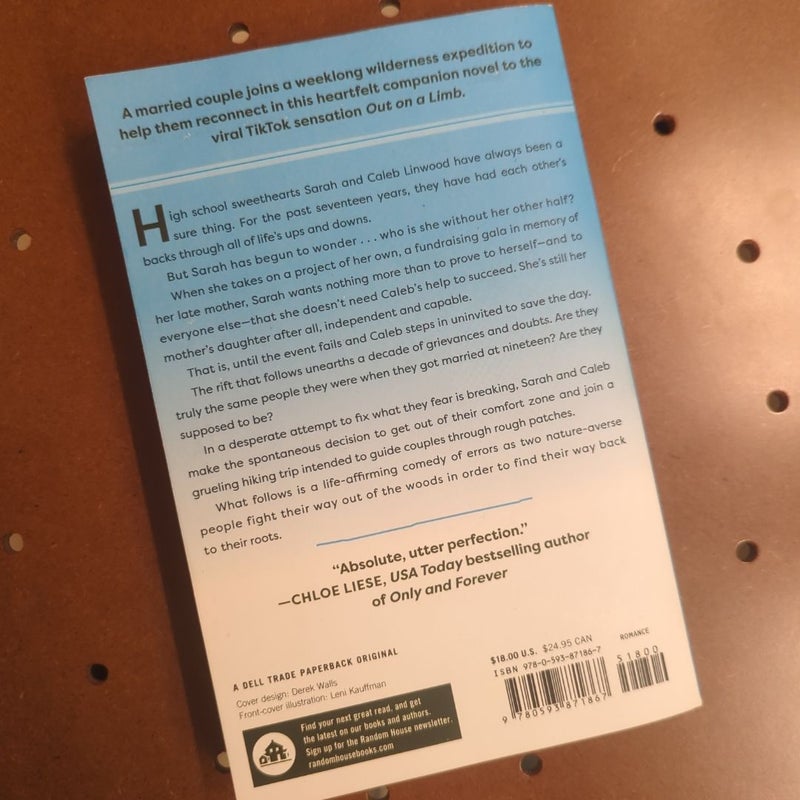 A married couple joins a weeklong wilderness expedition to
help them reconnect in this heartfelt companion novel to the
viral TikTok sensation Out on a Limb.
High school sweethearts Sarah and Caleb Linwood have always been a
sure thing. For the past seventeen years, they have had each other's
backs through all of life's ups and downs.
But Sarah has begun to wonder . . . who is she without her other half?
When she takes on a project of her own, a fundraising gala in memory of
her late mother, Sarah wants nothing more than to prove to herself—and to
everyone else—that she doesn't need Caleb's help to succeed. She's still her
mother's daughter after all, independent and capable.
That is, until the event fails and Caleb steps in uninvited to save the day.
The rift that follows unearths a decade of grievances and doubts. Are they
truly the same people they were when they got married at nineteen? Are they
supposed to be?
In a desperate attempt to fix what they fear is breaking, Sarah and Caleb
make the spontaneous decision to get out of their comfort zone and join a
grueling hiking trip intended to guide couples through rough patches.
What follows is a life-affirming comedy of errors as two nature-averse
people fight their way out of the woods in order to find their way back
to their roots.
"Absolute, utter perfection."
—CHLOE LIESE, USA Today bestselling author
of Only and Forever
A DELL TRADE PAPERBACK ORIGINAL
Cover design: Derek Walls
Front-cover illustration: Leni Kauffman
Find your next great read, and get
the latest on our books and authors.
Sign up for the Random House newsletter.
randomhousebooks.com
$18.00 U.S. $24.95 CAN
ROMANCE
ISBN 978-0-593-87186-7
51800
9 780593 871867